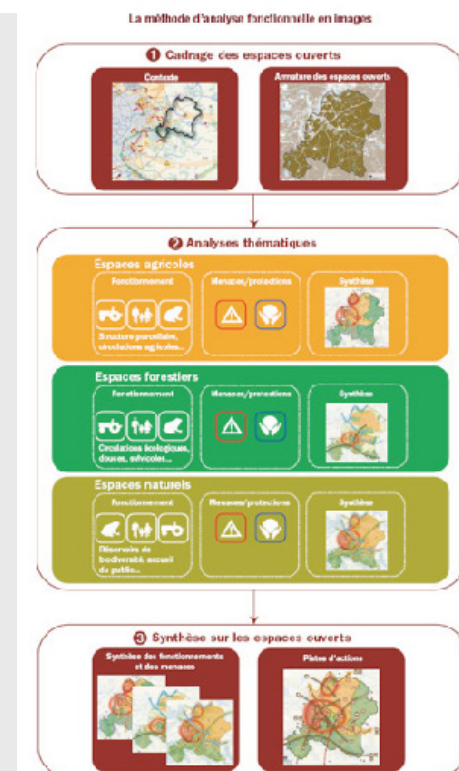 La méthode d'analyse fonctionnelle en images
1 Cadrage des espaces ouverts
Contexte
Armature des espaces ouverts
2 Analyses thématiques
Espaces agricoles
Fonctionnement
Menaces/protections
Synthèse
Structure parcellaire,
circulations agricoles...
Espaces forestiers
Fonctionnement
Menaces/protections
Synthèse
Circulations écologiques,
douces, sylvicoles...
Espaces naturels
Fonctionnement
Menaces/protections
Synthèse
Réservoirs de
biodiversité, accueil
du public...
3 Synthèse sur les espaces ouverts
Synthèse des fonctionnements
et des menaces
Pistes d'actions